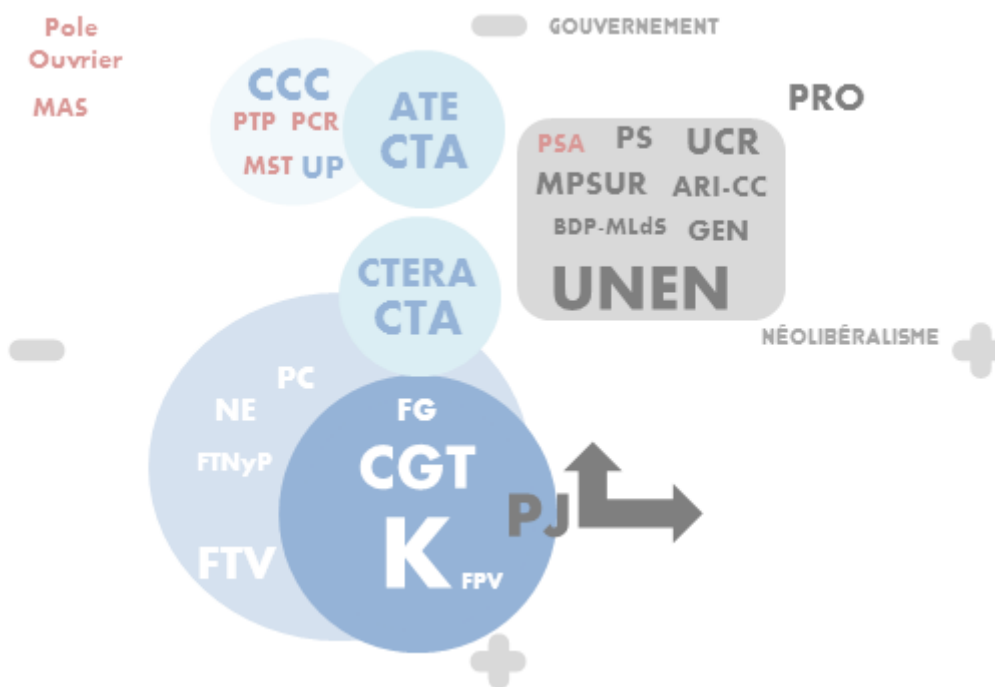 Pole
Ouvrier
MAS
GOUVERNEMENT
CCC
PTP PCR
MST UP
ATE
CTA
PRO
PSA PS UCR
MPSUR ARI-CC
BDP-MLdS GEN
UNEN
CTERA
CTA
NÉOLIBÉRALISME
PC
NE
FTNyP
FTV
FG
CGT
K FPV
PJ